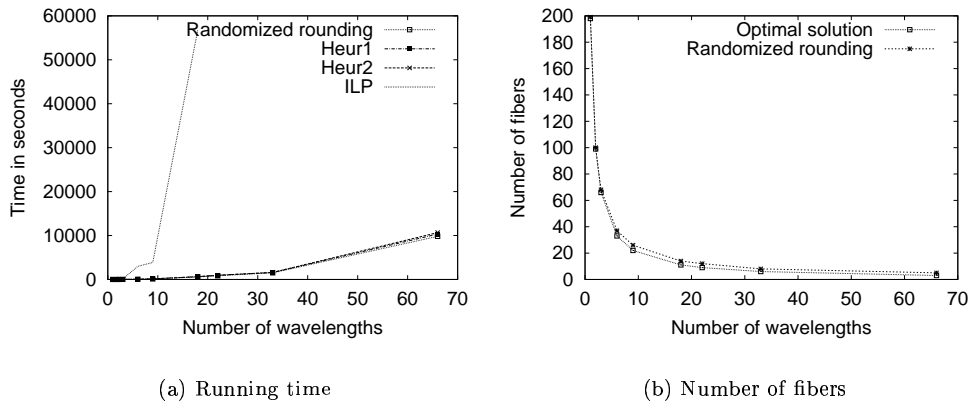 60000
50000
40000
30000
20000
10000
0
Time in seconds
Randomized rounding
Heur1
Heur2
ILP
0 10 20 30 40 50 60 70
Number of wavelengths
(a) Running time
200
180
160
140
120
100
80
60
40
20
0
Number of fibers
Optimal solution
Randomized rounding
0 10 20 30 40 50 60 70
Number of wavelengths
(b) Number of fibers